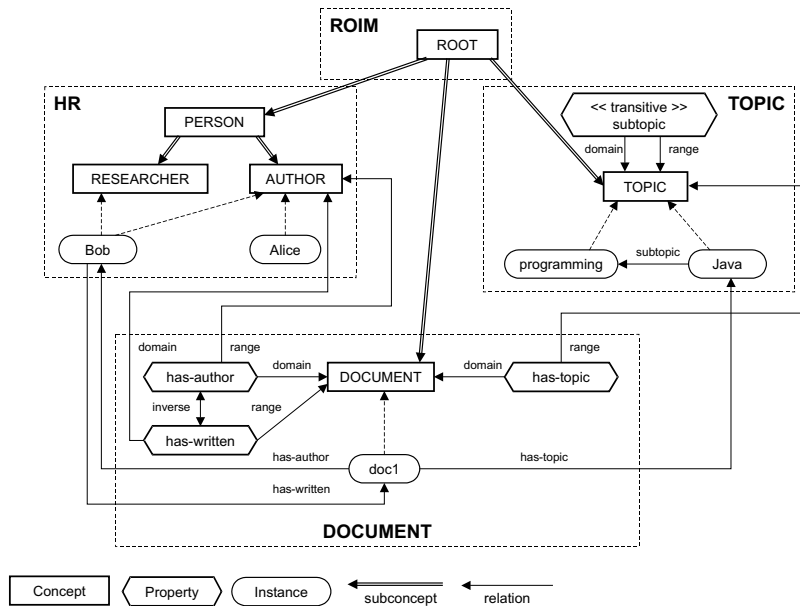 ROIM
ROOT
HR
PERSON
RESEARCHER
AUTHOR
Bob
Alice
<< transitive >>
subtopic
TOPIC
domain
range
TOPIC
programming
subtopic
Java
domain
range
range
has-author
domain
DOCUMENT
domain
has-topic
inverse
range
has-written
has-author
doc1
has-topic
has-written
DOCUMENT
Concept
Property
Instance
subconcept
relation